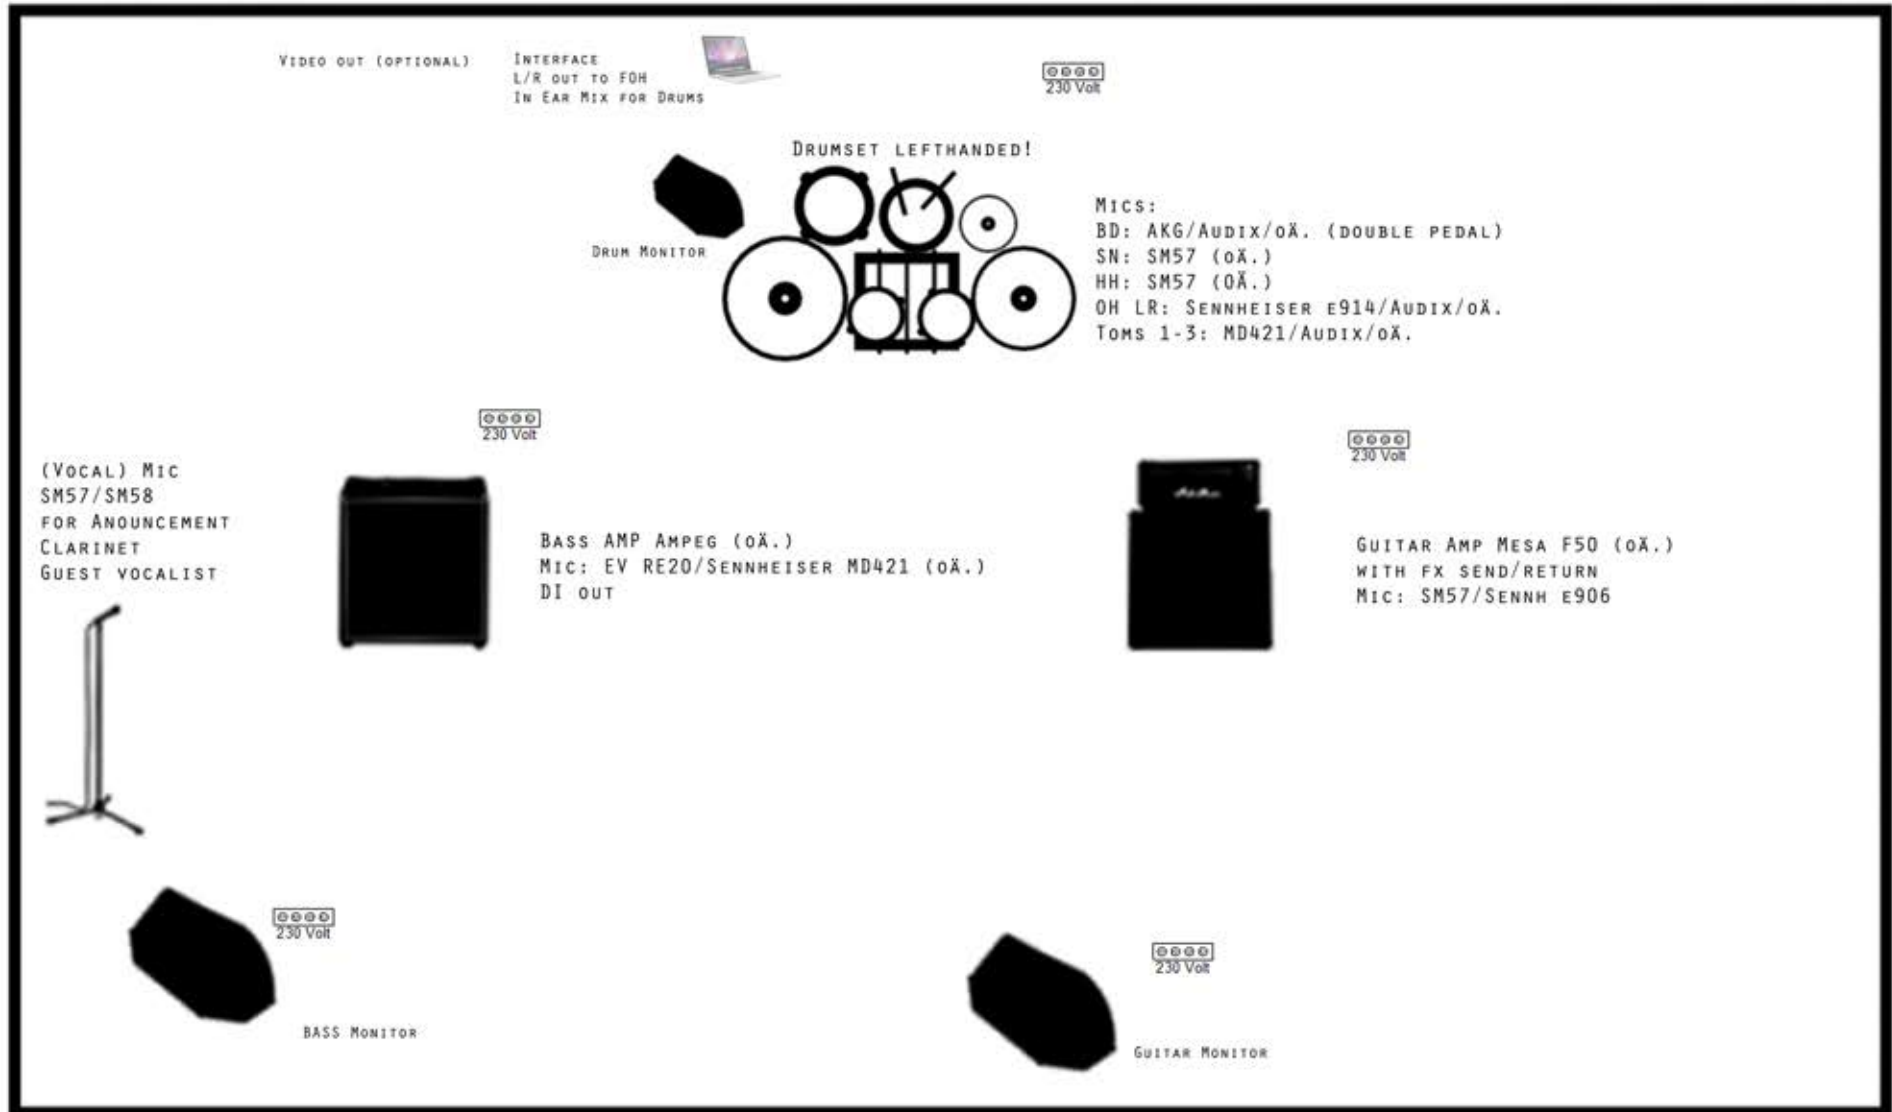 Video out (optional)
Interface
L/R out to FOH
In Ear Mix for Drums
230 Volt
Drumset lefthanded!
Drum Monitor
Mics:
BD: AKG/Audix/oÄ. (double pedal)
SN: SM57 (oÄ.)
HH: SM57 (OÄ.)
OH LR: Sennheiser e914/Audix/oÄ.
Toms 1-3: MD421/Audix/oÄ.
230 Volt
230 Volt
(Vocal) Mic
SM57/SM58
for Anouncement
Clarinet
Guest vocalist
Bass AMP Ampeg (oÄ.)
Mic: EV RE20/Sennheiser MD421 (oÄ.)
DI out
Guitar Amp Mesa F50 (oÄ.)
with fx send/return
Mic: SM57/Sennh e906
230 Volt
BASS Monitor
230 Volt
Guitar Monitor